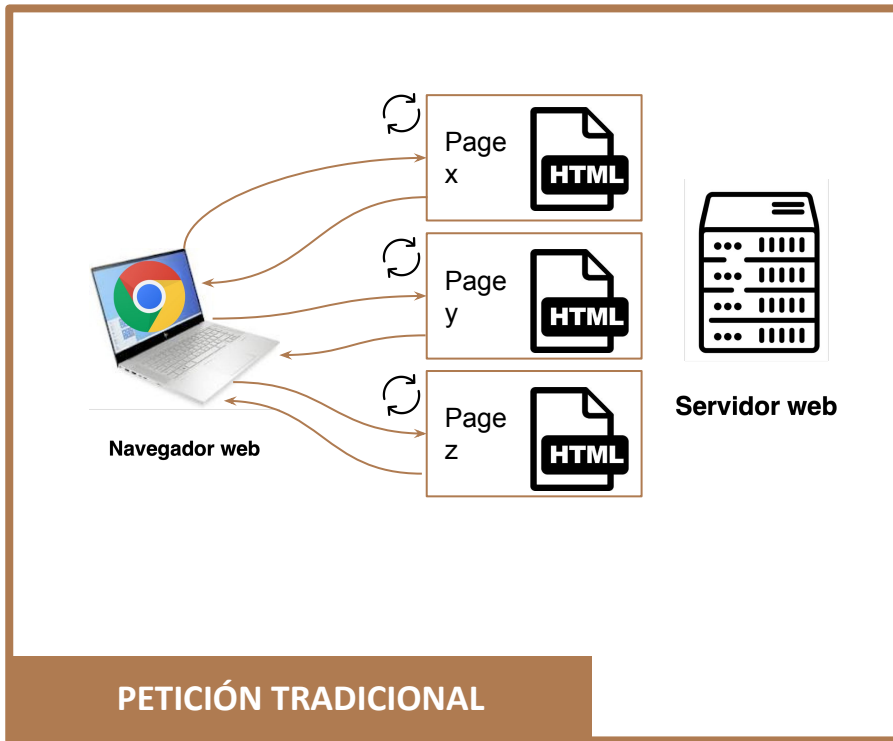 Page
x
HTML
Page
y
HTML
Page
z
HTML
Navegador web
Servidor web
PETICIÓN TRADICIONAL